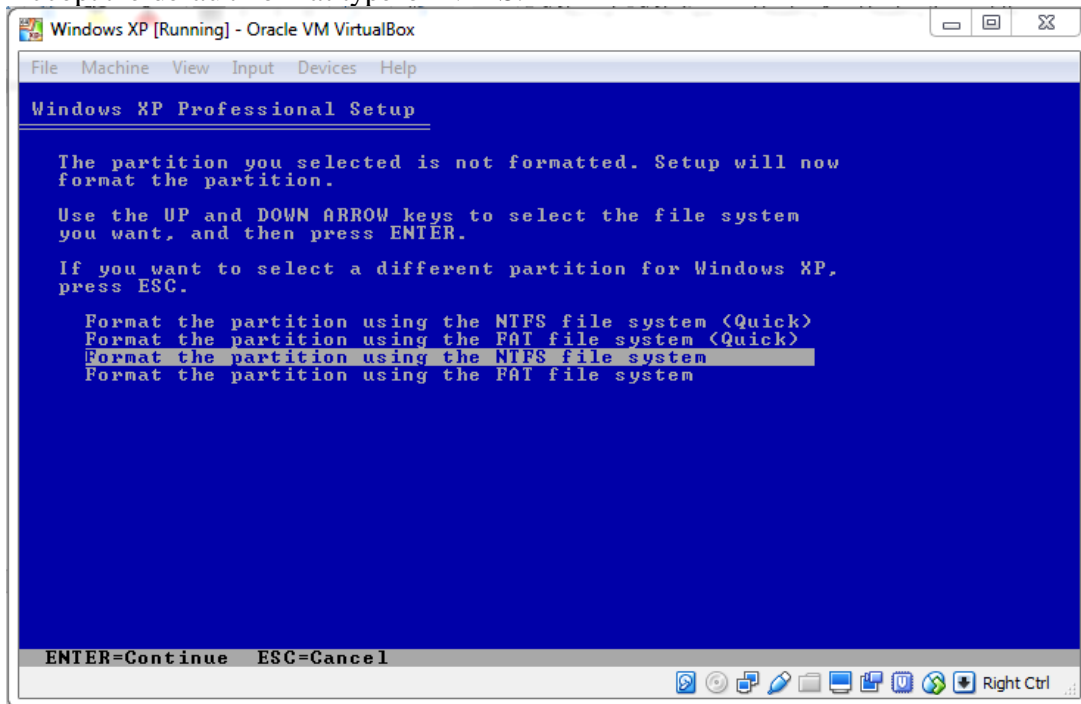 Windows XP [Running] - Oracle VM VirtualBox
File Machine View Input Devices Help
Windows XP Professional Setup
The partition you selected is not formatted. Setup will now
format the partition.
Use the UP and DOWN ARROW keys to select the file system
you want, and then press ENTER.
If you want to select a different partition for Windows XP,
press ESC.
Format the partition using the NTFS file system (Quick)
Format the partition using the FAT file system (Quick)
Format the partition using the NTFS file system
Format the partition using the FAT file system
ENTER=Continue ESC=Cancel
Right Ctrl